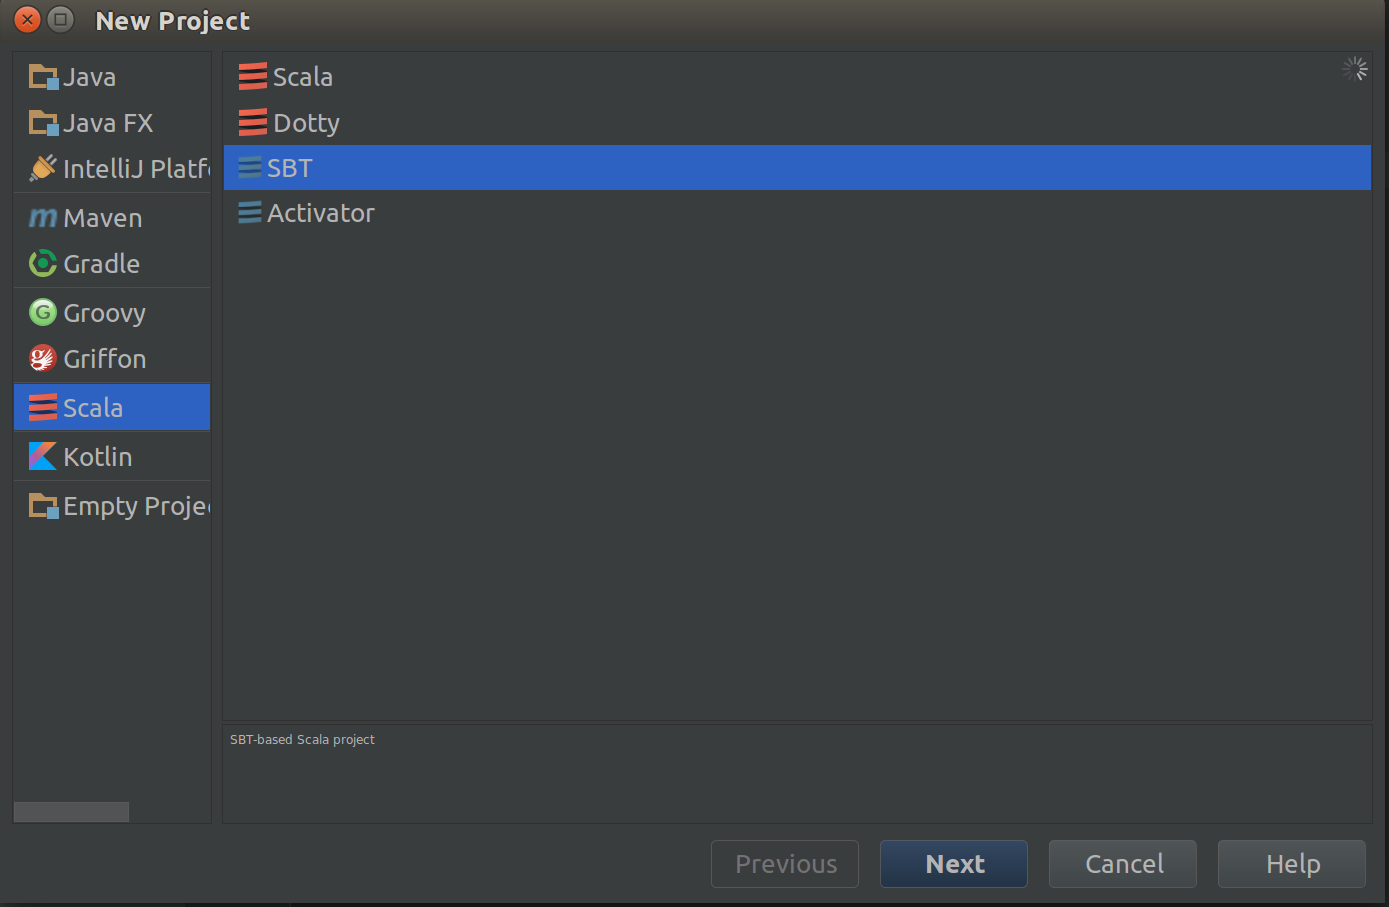 New Project
Java
Java FX
IntelliJ Platf
Maven
Gradle
Groovy
Griffon
Scala
Kotlin
Empty Projec
Scala
Dotty
SBT
Activator
SBT-based Scala project
Previous
Next
Cancel
Help